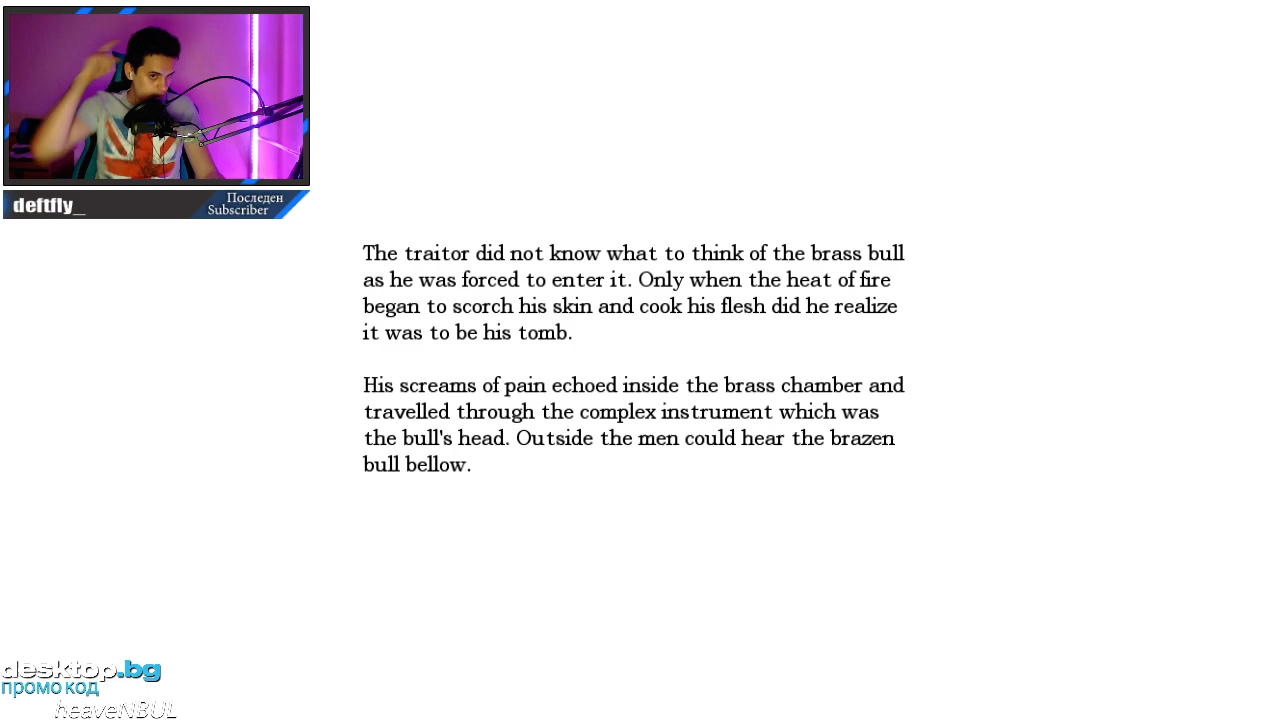 deftfly_
Последен
Subscriber
The traitor did not know what to think of the brass bull
as he was forced to enter it. Only when the heat of fire
began to scorch his skin and cook his flesh did he realize
it was to be his tomb.
His screams of pain echoed inside the brass chamber and
travelled through the complex instrument which was
the bull's head. Outside the men could hear the brazen
bull bellow.
desktop.bg
промо код
heaveNBUL